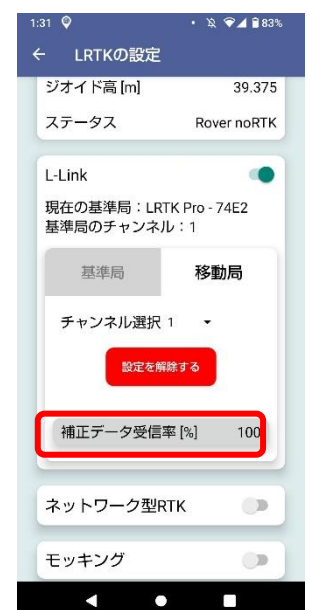 1:31 83%
← LRTKの設定
ジオイド高 [m] 39.375
ステータス Rover noRTK
L-Link
現在の基準局：LRTK Pro - 74E2
基準局のチャンネル：1
基準局 移動局
チャンネル選択 1
設定を解除する
補正データ受信率 [%] 100
ネットワーク型RTK
モッキング